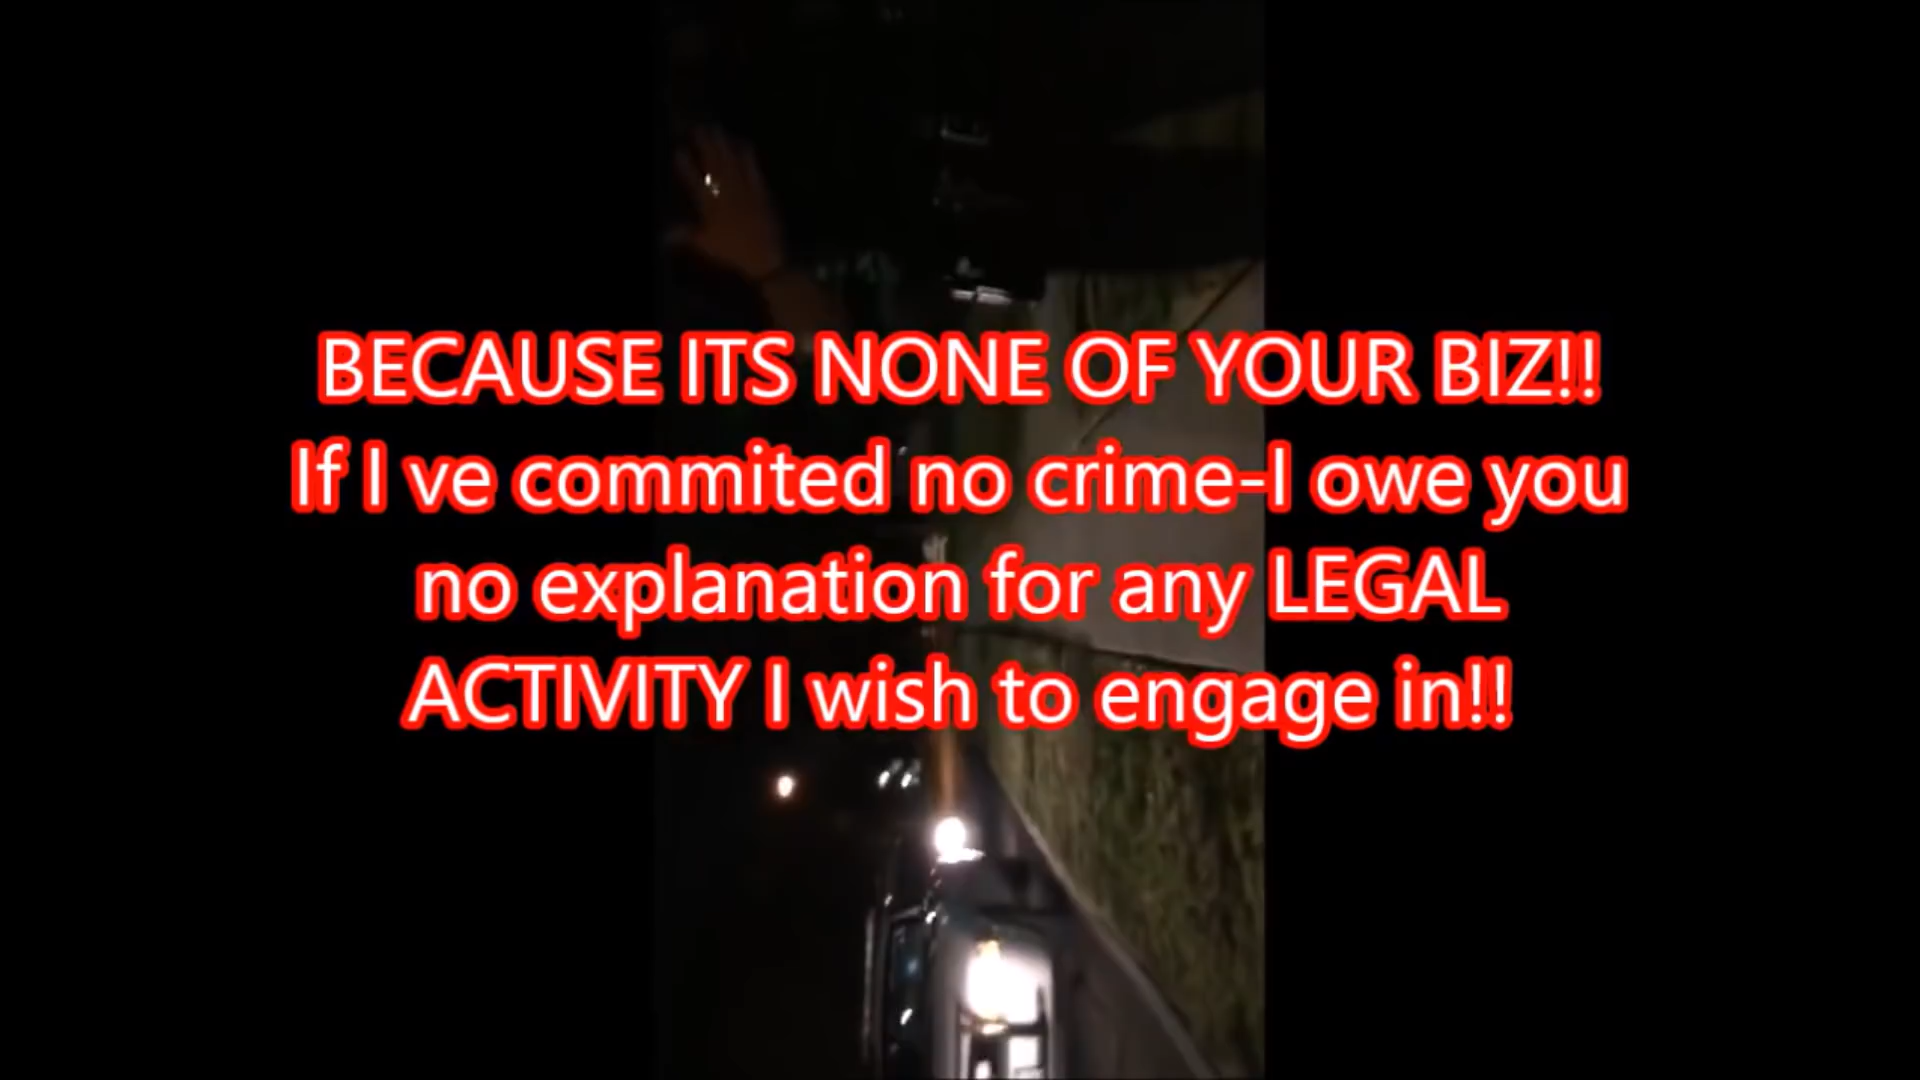 BECAUSE ITS NONE OF YOUR BIZ!!
If I ve commited no crime-I owe you
no explanation for any LEGAL
ACTIVITY I wish to engage in!!